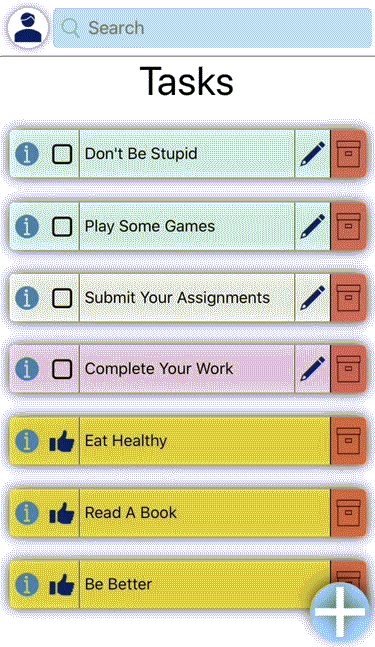 Search
Tasks
Don't Be Stupid
Play Some Games
Submit Your Assignments
Complete Your Work
Eat Healthy
Read A Book
Be Better